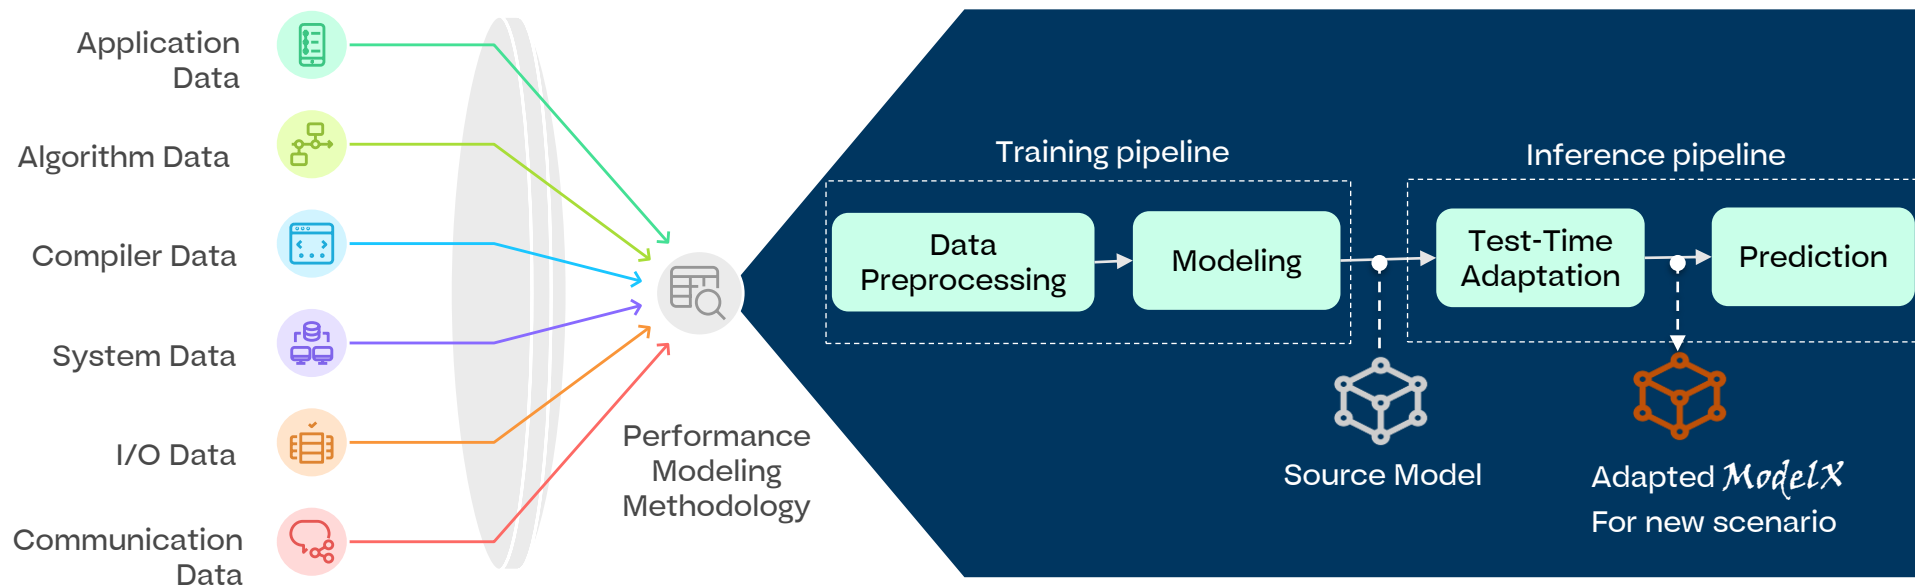 Application
Data
Algorithm Data
Compiler Data
System Data
I/O Data
Communication
Data
Performance
Modeling
Methodology
Training pipeline
Data
Preprocessing
Modeling
Source Model
Inference pipeline
Test-Time
Adaptation
Prediction
Adapted ModelX
For new scenario